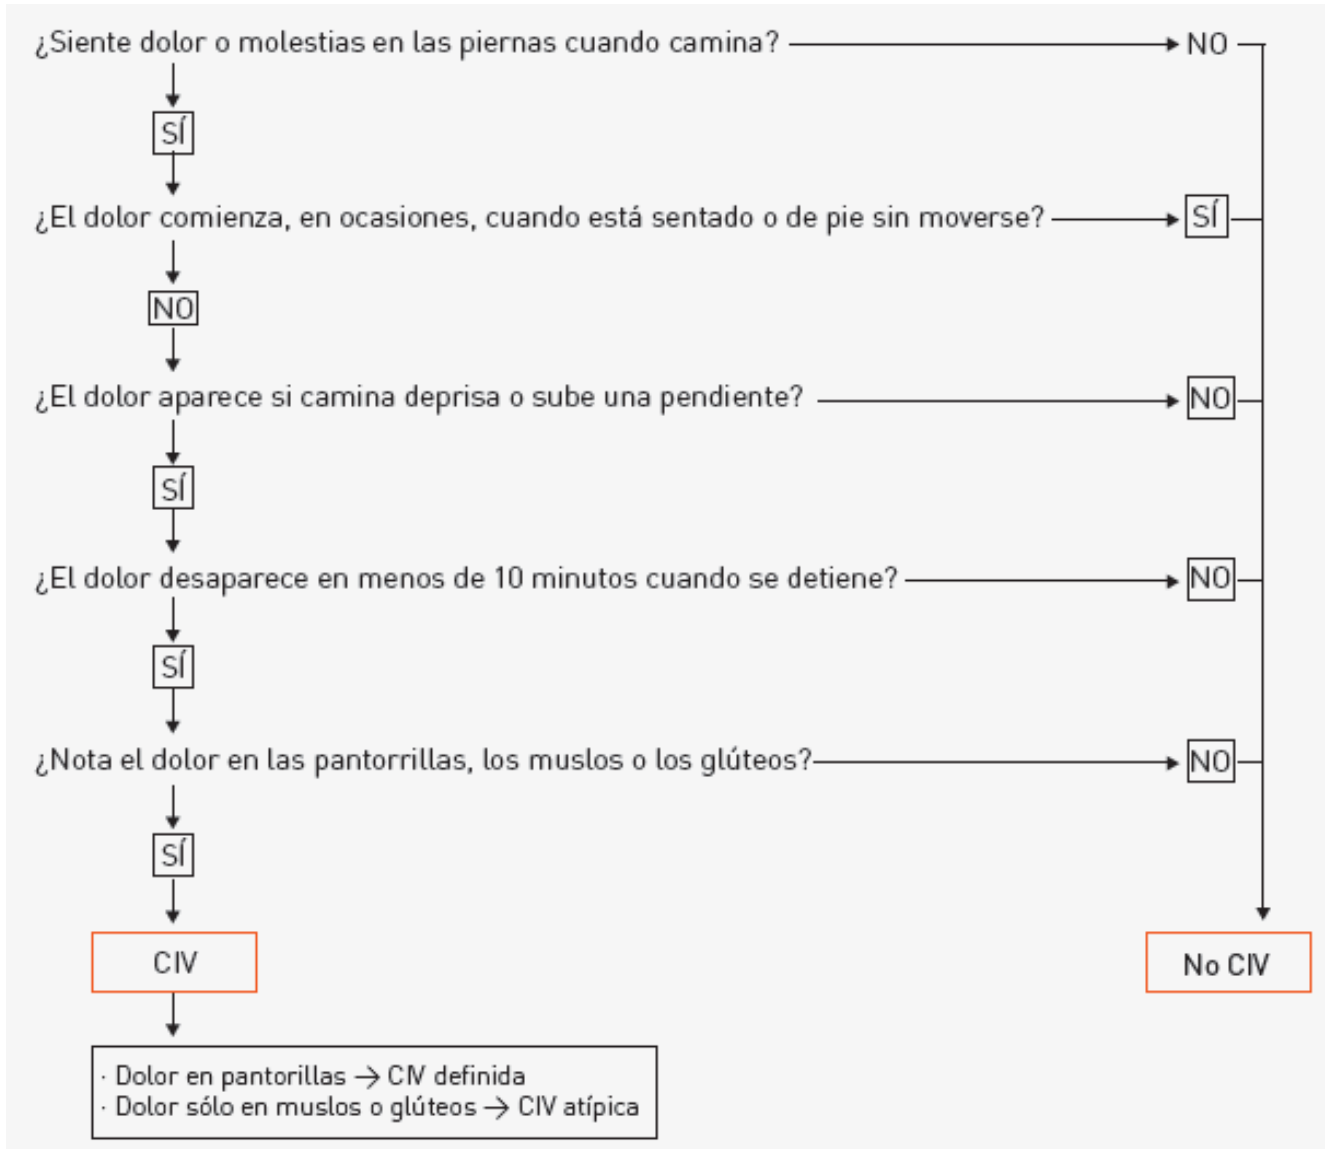 ¿Siente dolor o molestias en las piernas cuando camina? NO
SÍ
¿El dolor comienza, en ocasiones, cuando está sentado o de pie sin moverse? SÍ
NO
¿El dolor aparece si camina deprisa o sube una pendiente? NO
SÍ
¿El dolor desaparece en menos de 10 minutos cuando se detiene? NO
SÍ
¿Nota el dolor en las pantorrillas, los muslos o los glúteos? NO
SÍ
CIV No CIV
· Dolor en pantorillas → CIV definida
· Dolor sólo en muslos o glúteos → CIV atípica